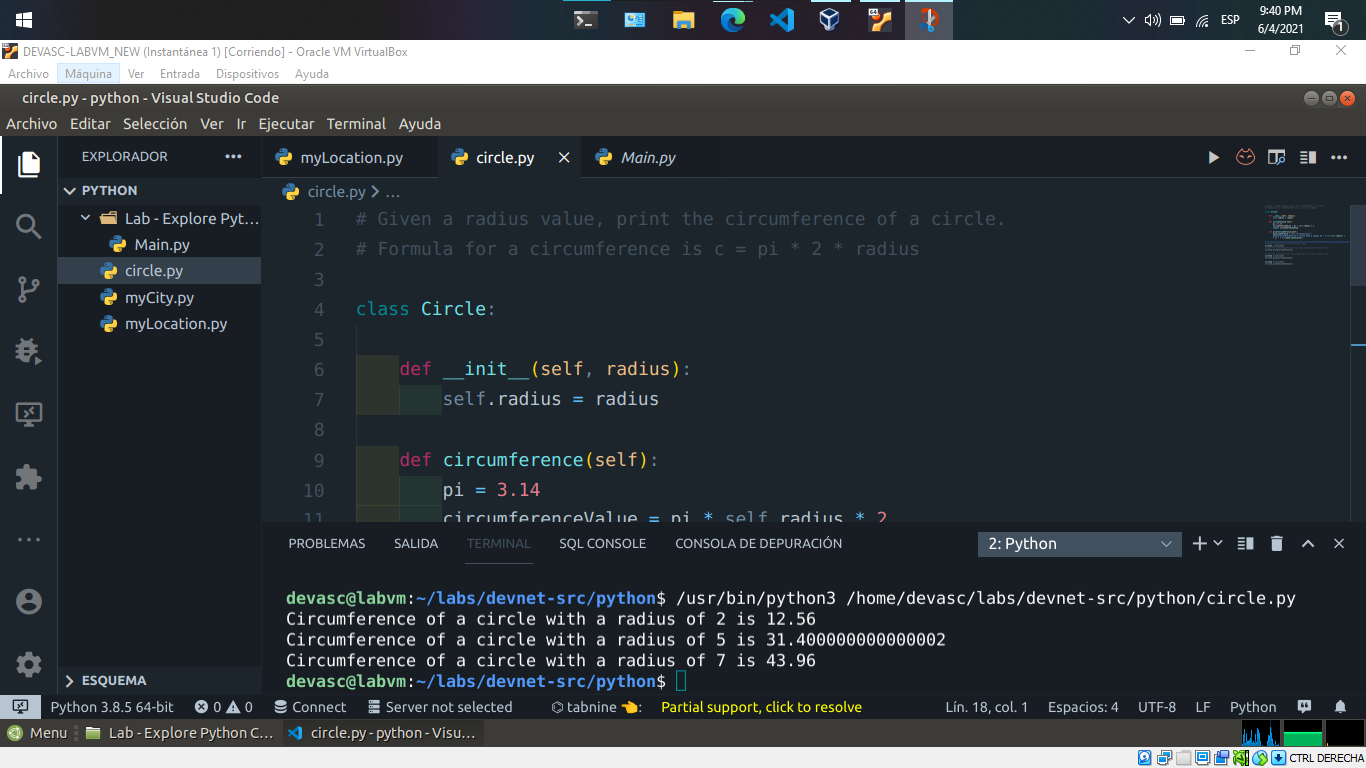 9:40 PM
ESP
6/4/2021
1
DEVASC-LABVM_NEW (Instantánea 1) [Corriendo] - Oracle VM VirtualBox
Archivo Máquina Ver Entrada Dispositivos Ayuda
circle.py - python - Visual Studio Code
Archivo Editar Selección Ver Ir Ejecutar Terminal Ayuda
EXPLORADOR ••• myLocation.py circle.py Main.py
PYTHON
circle.py > ...
Lab - Explore Pyt...
Main.py
circle.py
myCity.py
myLocation.py
1 # Given a radius value, print the circumference of a circle.
2 # Formula for a circumference is c = pi * 2 * radius
3
4 class Circle:
5
6 def __init__(self, radius):
7 self.radius = radius
8
9 def circumference(self):
10 pi = 3.14
11 circumferenceValue = pi * self.radius * 2
PROBLEMAS SALIDA TERMINAL SQL CONSOLE CONSOLA DE DEPURACIÓN 2: Python
devasc@labvm:~/labs/devnet-src/python$ /usr/bin/python3 /home/devasc/labs/devnet-src/python/circle.py
Circumference of a circle with a radius of 2 is 12.56
Circumference of a circle with a radius of 5 is 31.400000000000002
Circumference of a circle with a radius of 7 is 43.96
devasc@labvm:~/labs/devnet-src/python$
ESQUEMA
Python 3.8.5 64-bit 0 0 Connect Server not selected tabnine 👈: Partial support, click to resolve Lín. 18, col. 1 Espacios: 4 UTF-8 LF Python
Menu Lab - Explore Python C... circle.py - python - Visu...
CTRL DERECHA